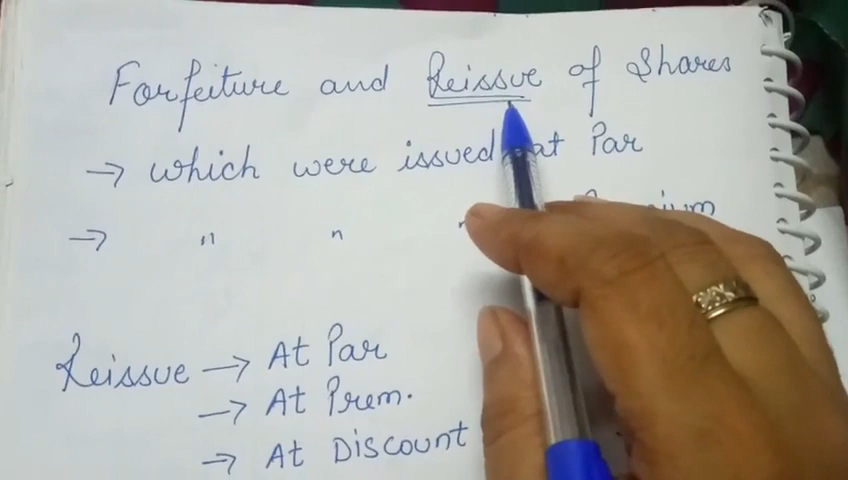 Forfeiture and Reissue of Shares
→ which were issued at Par
→ " " "
Reissue → At Par
→ At Prem.
→ At Discount